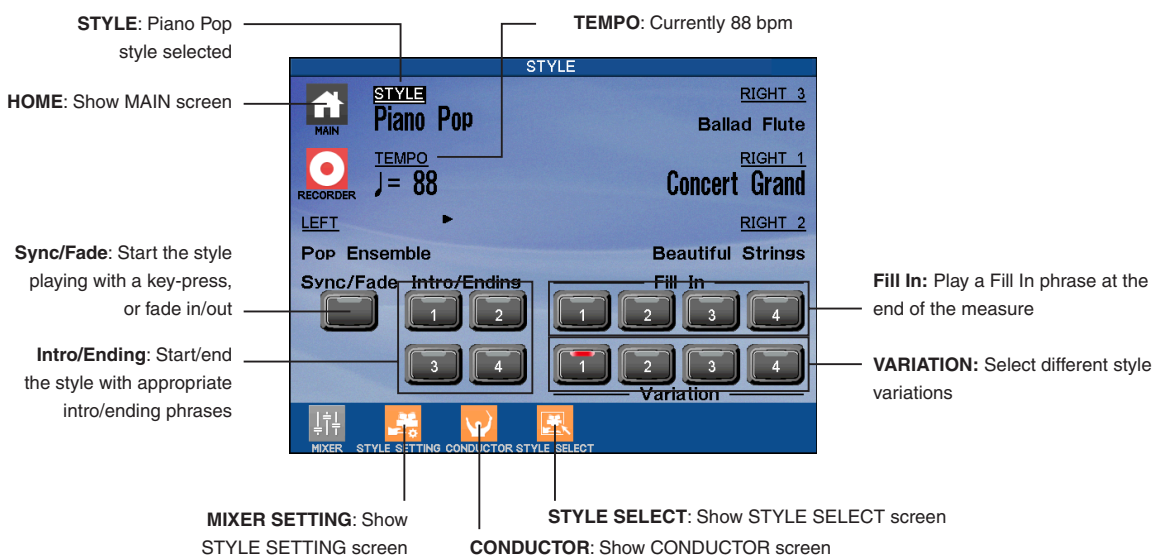 STYLE: Piano Pop
style selected
TEMPO: Currently 88 bpm
HOME: Show MAIN screen
STYLE
STYLE
Piano Pop
MAIN
RIGHT 3
Ballad Flute
TEMPO
♩= 88
RECORDER
RIGHT 1
Concert Grand
LEFT
Pop Ensemble
RIGHT 2
Beautiful Strings
Sync/Fade Intro/Ending
Fill In
1 2
1 2 3 4
3 4
1 2 3 4
Variation
MIXER STYLE SETTING CONDUCTOR STYLE SELECT
Sync/Fade: Start the style
playing with a key-press,
or fade in/out
Intro/Ending: Start/end
the style with appropriate
intro/ending phrases
Fill In: Play a Fill In phrase at the
end of the measure
VARIATION: Select different style
variations
MIXER SETTING: Show
STYLE SETTING screen
STYLE SELECT: Show STYLE SELECT screen
CONDUCTOR: Show CONDUCTOR screen